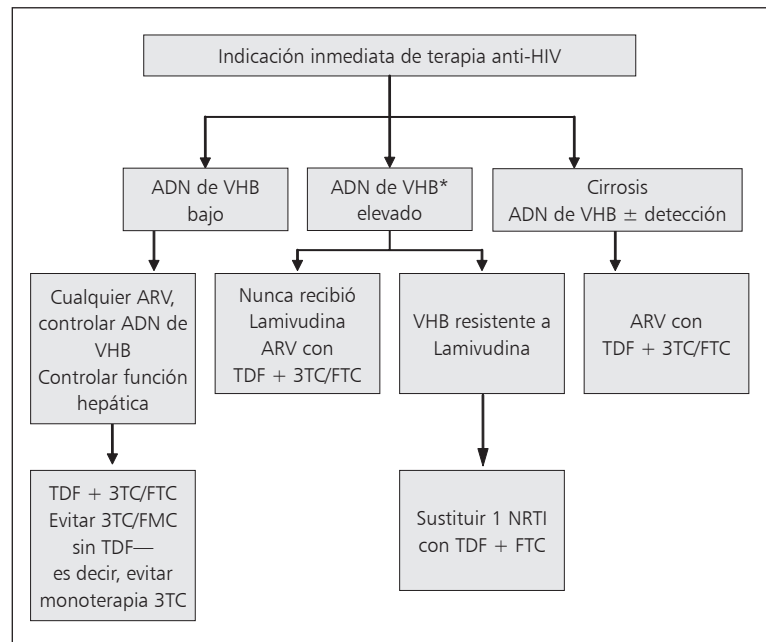 Indicación inmediata de terapia anti-HIV
ADN de VHB
bajo
ADN de VHB*
elevado
Cirrosis
ADN de VHB ± detección
Cualquier ARV,
controlar ADN de
VHB
Controlar función
hepática
Nunca recibió
Lamivudina
ARV con
TDF + 3TC/FTC
VHB resistente a
Lamivudina
ARV con
TDF + 3TC/FTC
TDF + 3TC/FTC
Evitar 3TC/FMC
sin TDF—
es decir, evitar
monoterapia 3TC
Sustituir 1 NRTI
con TDF + FTC